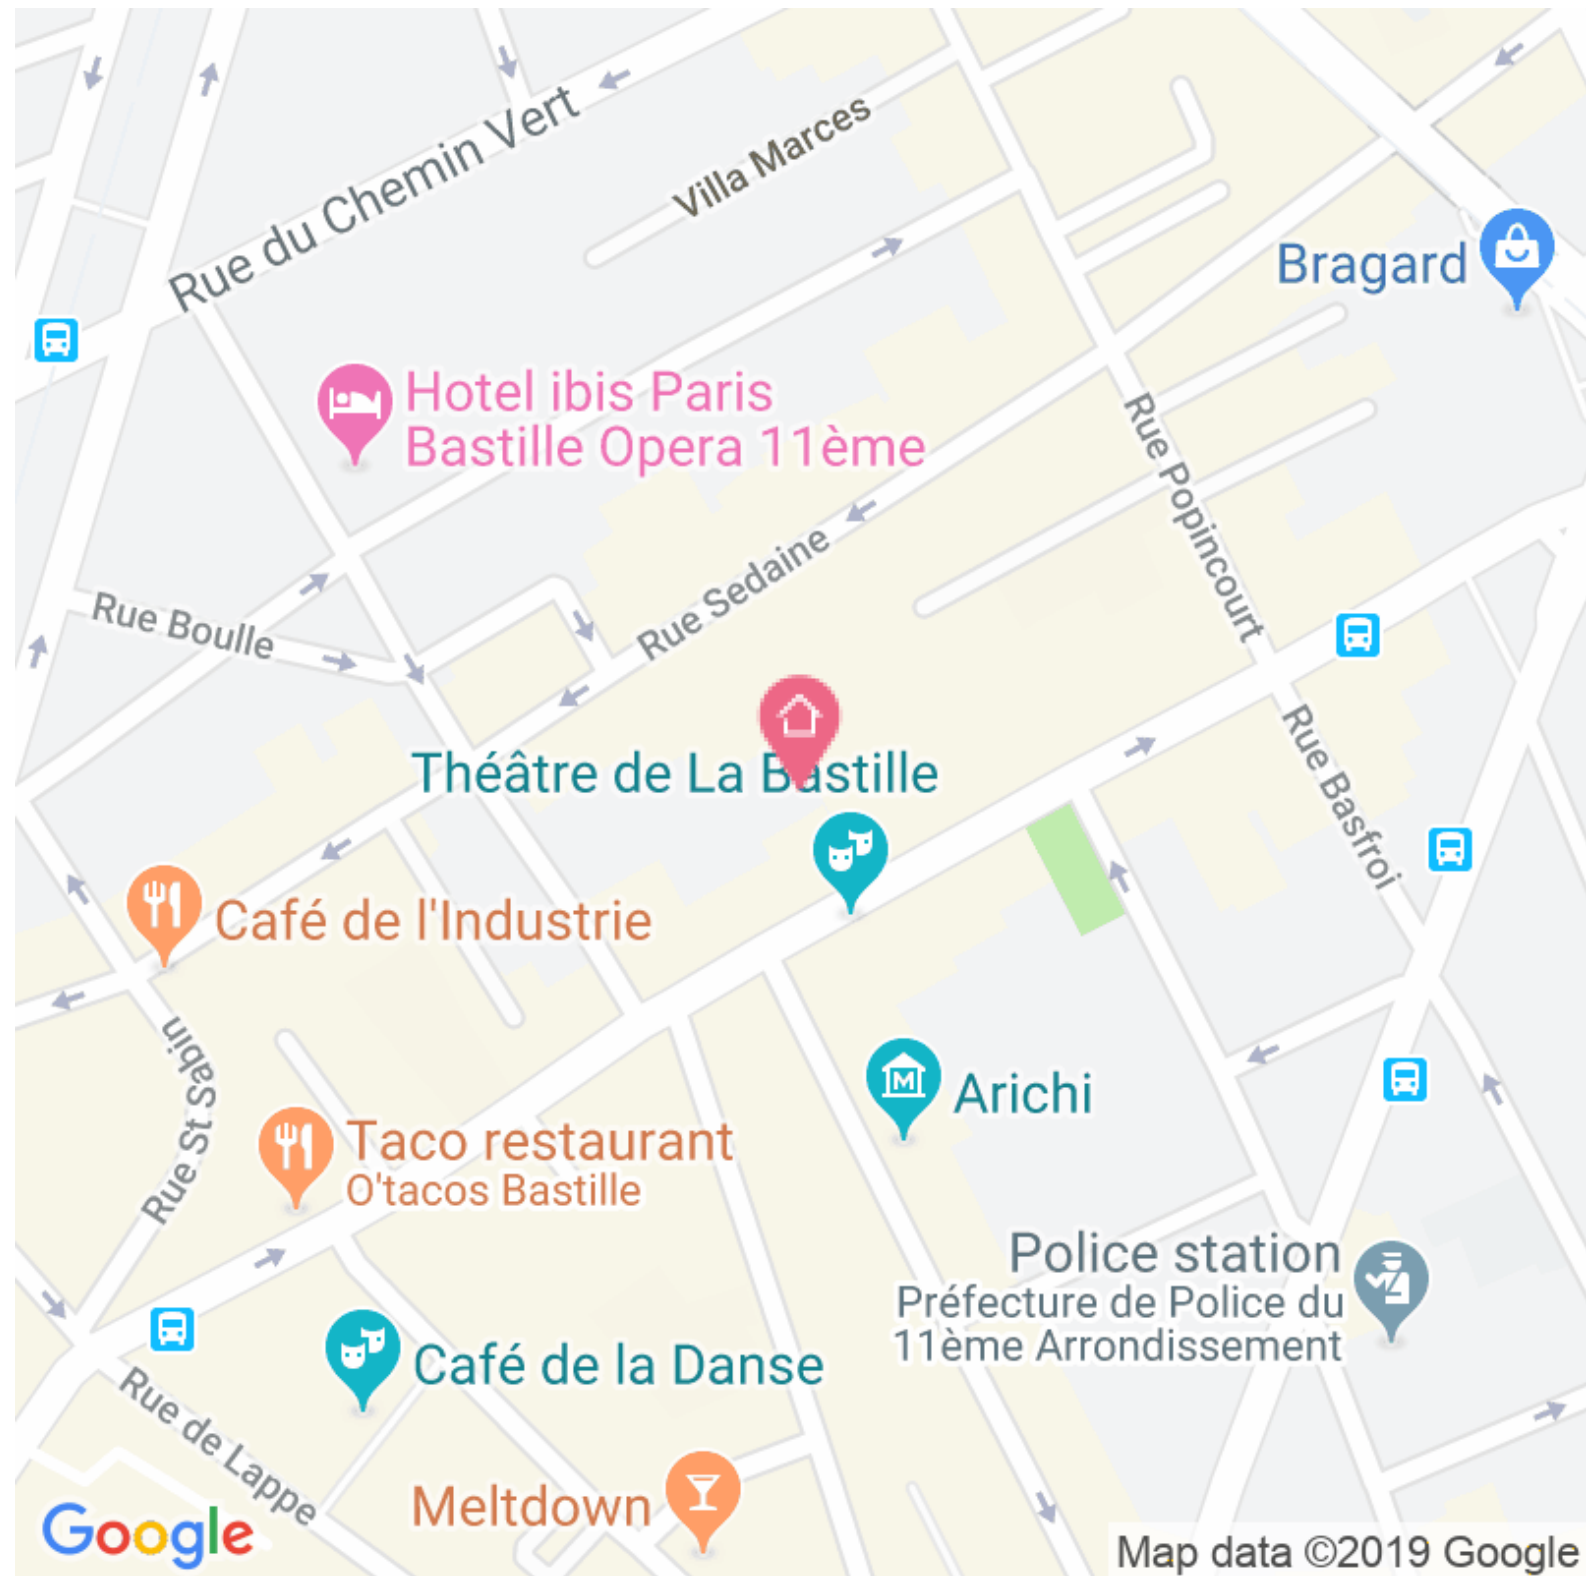 Rue du Chemin Vert
Villa Marces
Bragard
Hotel ibis Paris
Bastille Opera 11ème
Rue Popincourt
Rue Sedaine
Rue Boulle
Théâtre de La Bastille
Rue Basfroi
Café de l'Industrie
Rue St Sabin
Arichi
Taco restaurant
O'tacos Bastille
Police station
Préfecture de Police du
11ème Arrondissement
Café de la Danse
Rue de Lappe
Meltdown
Google
Map data ©2019 Google